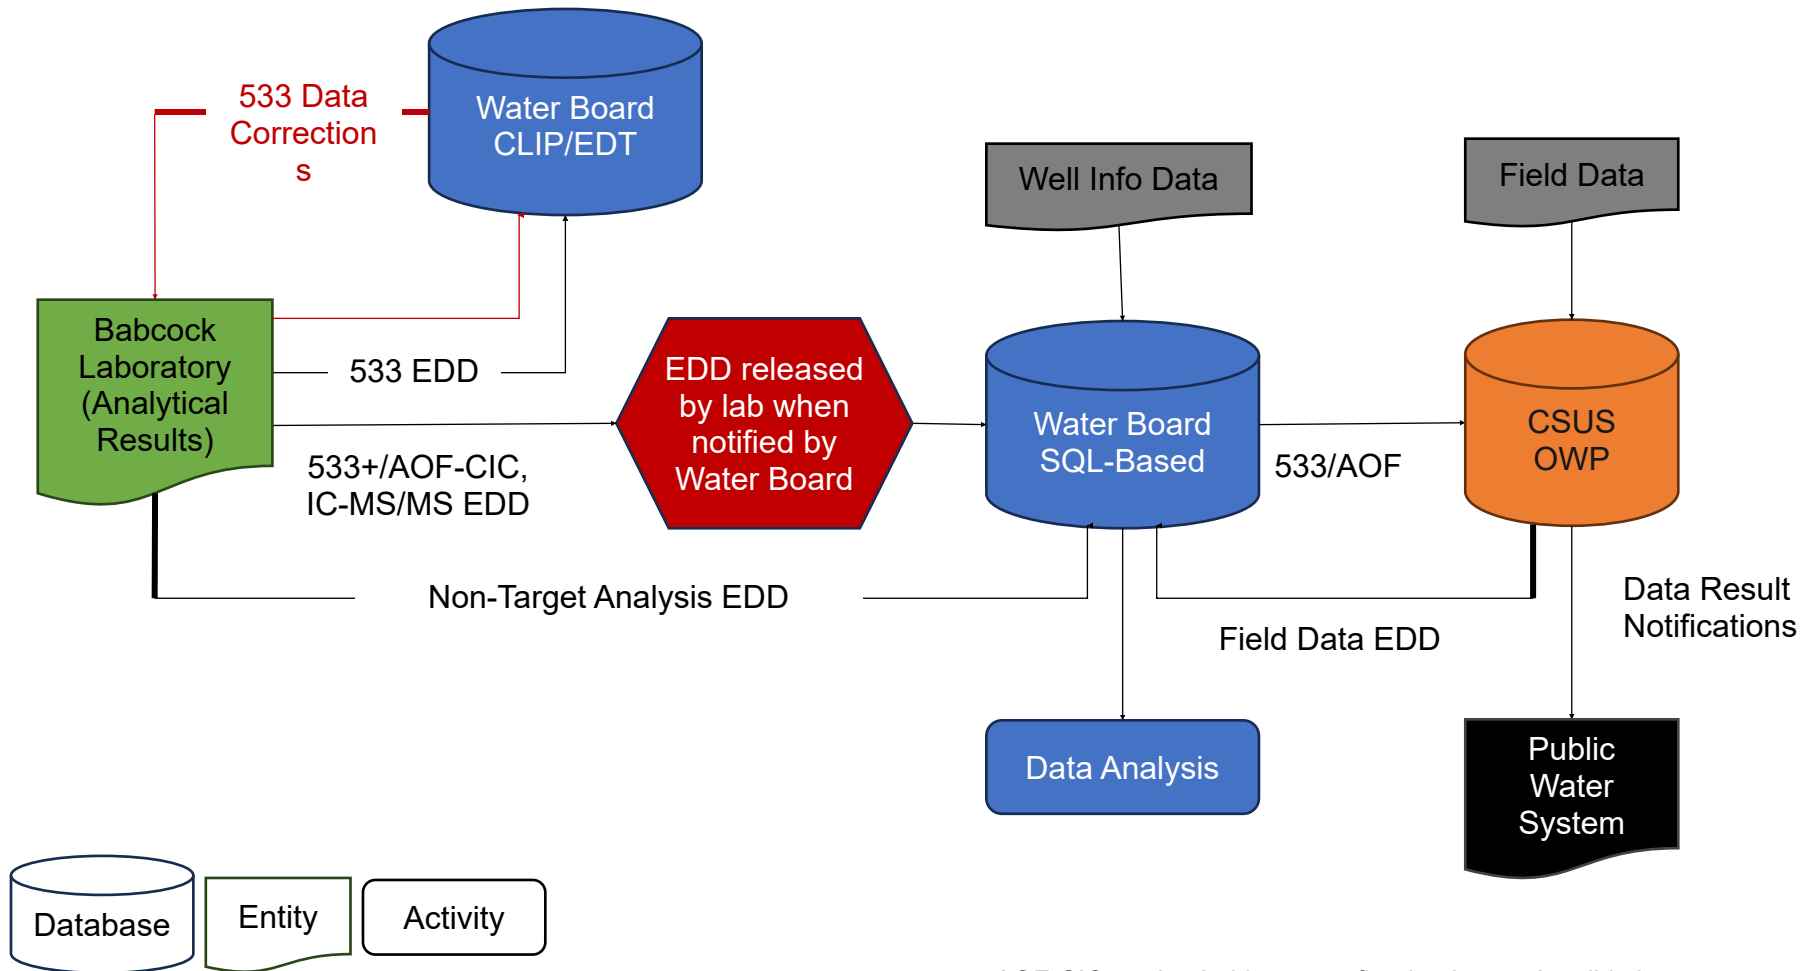 533 Data
Correction
s
Water Board
CLIP/EDT
Well Info Data
Field Data
Babcock
Laboratory
(Analytical
Results)
533 EDD
533+/AOF-CIC,
IC-MS/MS EDD
EDD released
by lab when
notified by
Water Board
Water Board
SQL-Based
533/AOF
CSUS
OWP
Non-Target Analysis EDD
Field Data EDD
Data Result
Notifications
Data Analysis
Public
Water
System
Database
Entity
Activity